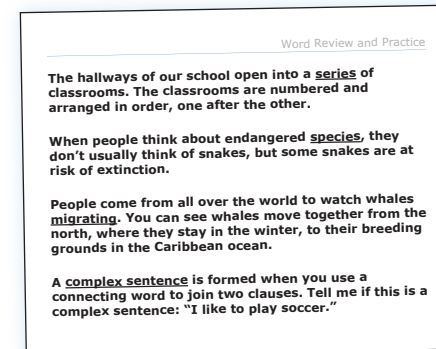 Word Review and Practice
The hallways of our school open into a series of
classrooms. The classrooms are numbered and
arranged in order, one after the other.
When people think about endangered species, they
don't usually think of snakes, but some snakes are at
risk of extinction.
People come from all over the world to watch whales
migrating. You can see whales move together from the
north, where they stay in the winter, to their breeding
grounds in the Caribbean ocean.
A complex sentence is formed when you use a
connecting word to join two clauses. Tell me if this is a
complex sentence: “I like to play soccer.”